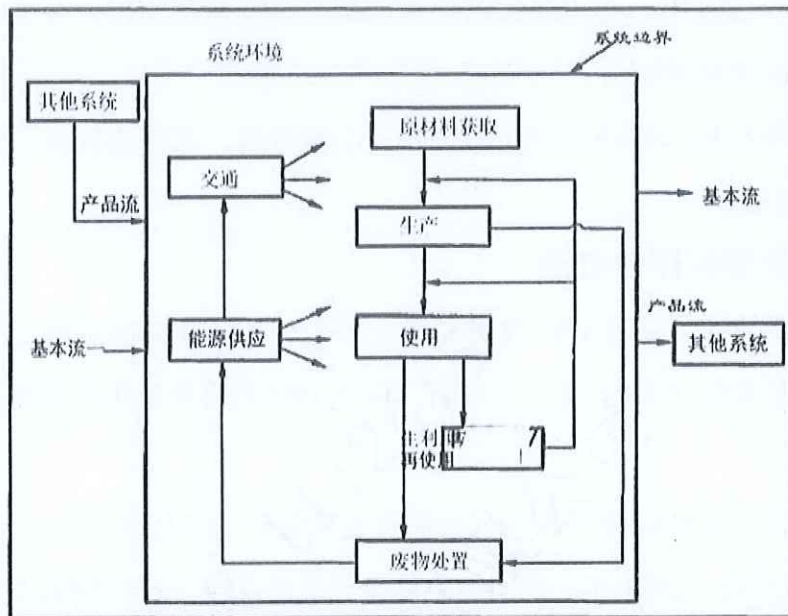 系统环境
系统边界
其他系统
原材料获取
交通
产品流
基本流
生产
产品流
能源供应
使用
基本流
其他系统
再使用
废物处置